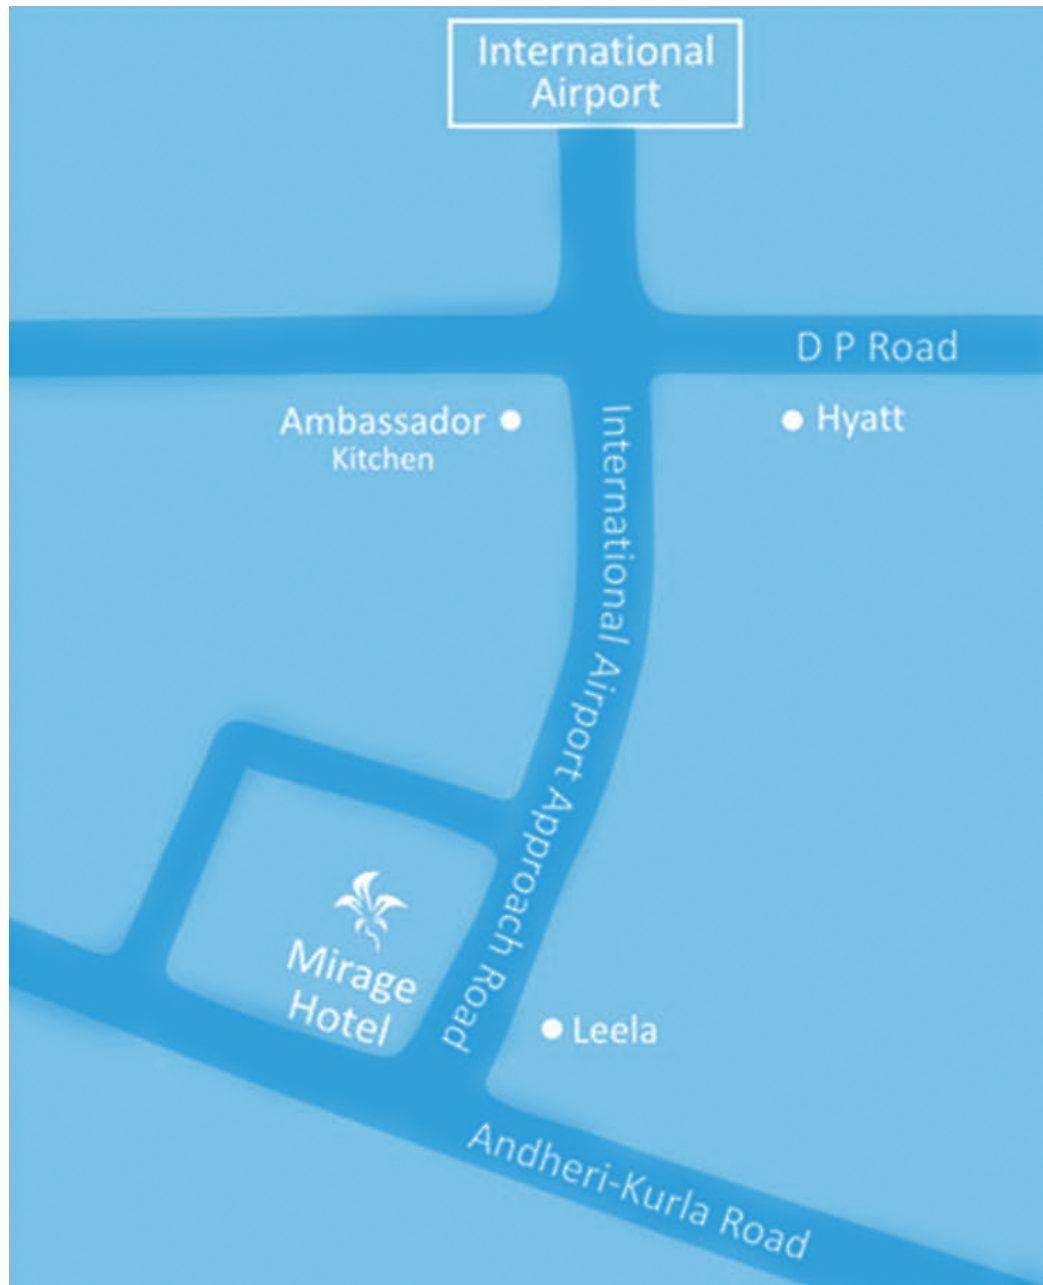 International
Airport
D P Road
Ambassador
Kitchen
Hyatt
International Airport Approach Road
Mirage
Hotel
Leela
Andheri-Kurla Road